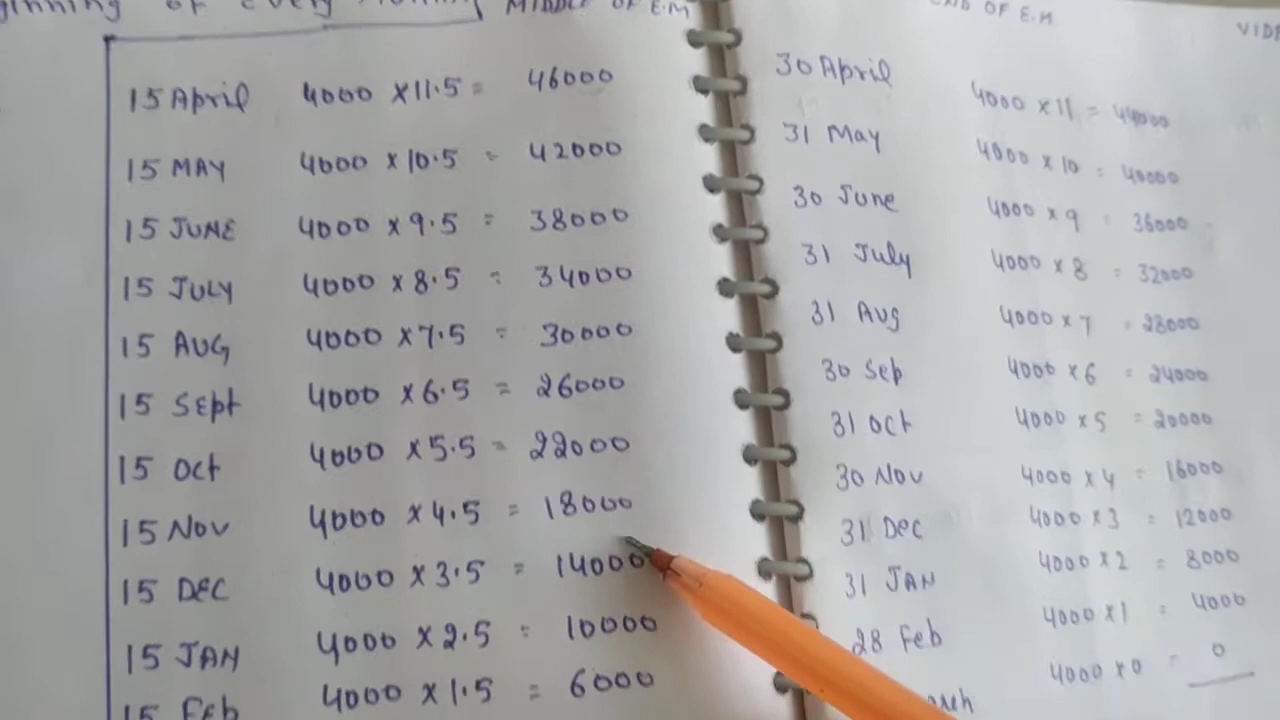 of every MIDDLE OF E.M
15 April 4000 x 11.5 = 46000
15 MAY 4000 x 10.5 = 42000
15 JUNE 4000 x 9.5 = 38000
15 JULY 4000 x 8.5 = 34000
15 AUG 4000 x 7.5 = 30000
15 Sept 4000 x 6.5 = 26000
15 Oct 4000 x 5.5 = 22000
15 NOV 4000 x 4.5 = 18000
15 DEC 4000 x 3.5 = 14000
15 JAN 4000 x 2.5 = 10000
15 Feb 4000 x 1.5 = 6000
END OF E.M
30 April 4000 x 11 = 44000
31 May 4000 x 10 = 40000
30 June 4000 x 9 = 36000
31 July 4000 x 8 = 32000
31 Aug 4000 x 7 = 28000
30 Sep 4000 x 6 = 24000
31 Oct 4000 x 5 = 20000
30 Nov 4000 x 4 = 16000
31 Dec 4000 x 3 = 12000
31 JAN 4000 x 2 = 8000
28 Feb 4000 x 1 = 4000
4000 x 0 = 0